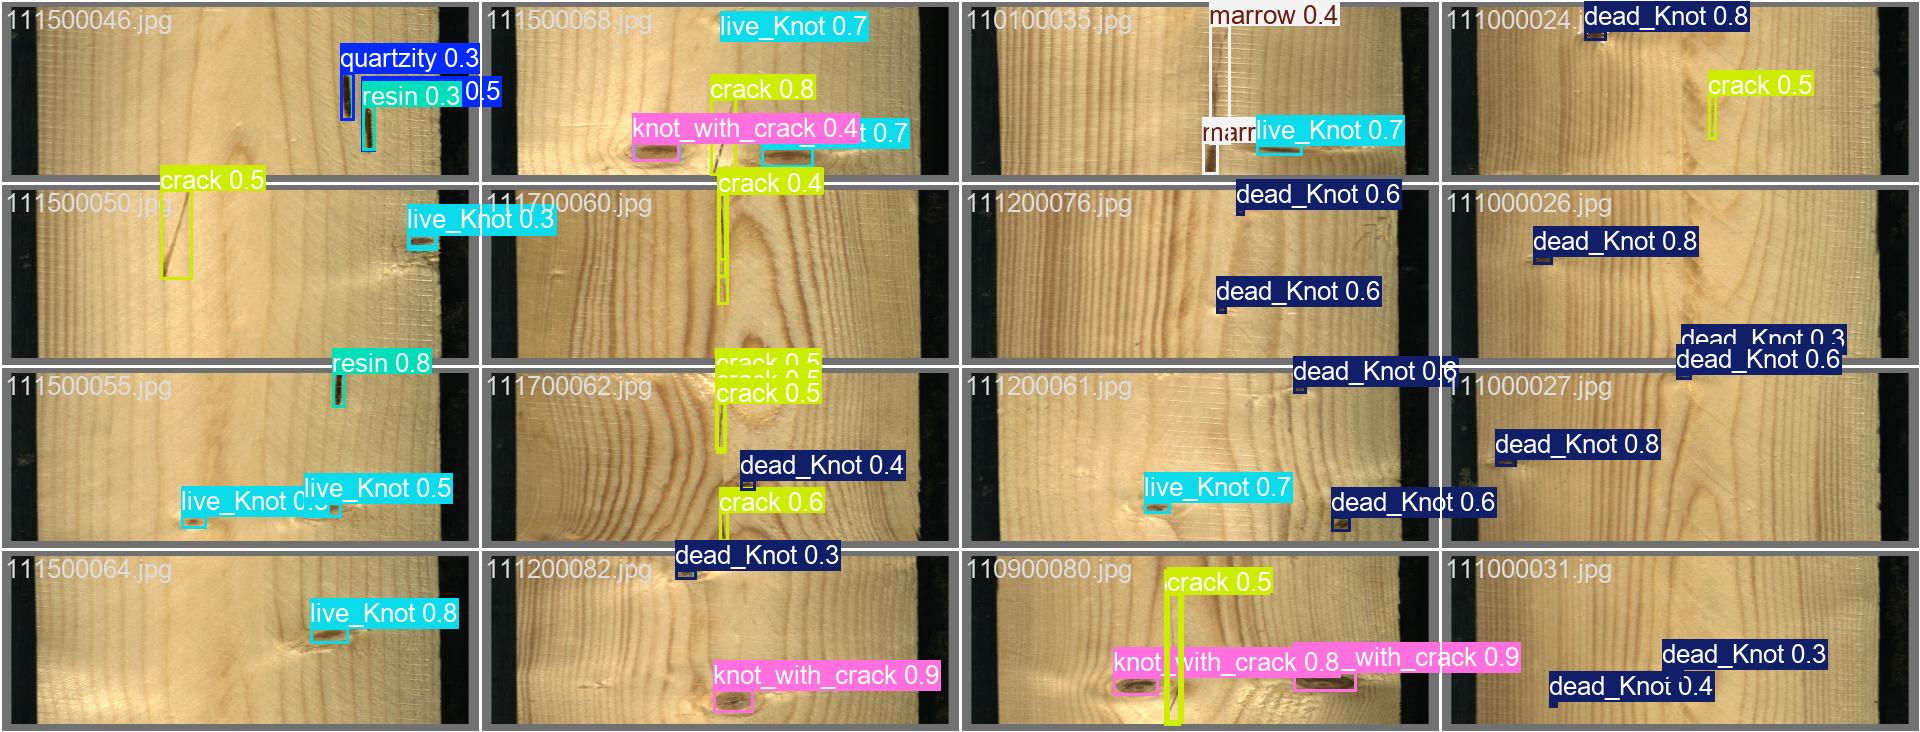 111500046.jpg
quartzity 0.3
resin 0.3
0.5
111500068.jpg
live_Knot 0.7
crack 0.8
knot_with_crack 0.4
t 0.7
110100035.jpg
marrow 0.4
marr
live_Knot 0.7
111000024.jpg
dead_Knot 0.8
crack 0.5
111500050.jpg
crack 0.5
live_Knot 0.3
111700060.jpg
crack 0.4
111200076.jpg
dead_Knot 0.6
dead_Knot 0.6
111000026.jpg
dead_Knot 0.8
dead_Knot 0.3
111500055.jpg
resin 0.8
live_Knot
live_Knot 0.5
111700062.jpg
crack 0.5
crack 0.5
dead_Knot 0.4
crack 0.6
111200061.jpg
dead_Knot 0.6
live_Knot 0.7
dead_Knot 0.6
111000027.jpg
dead_Knot 0.6
dead_Knot 0.8
111500064.jpg
live_Knot 0.8
111200082.jpg
dead_Knot 0.3
knot_with_crack 0.9
110900080.jpg
crack 0.5
knot_with_crack 0.8
_with_crack 0.9
111000031.jpg
dead_Knot 0.3
dead_Knot 0.4